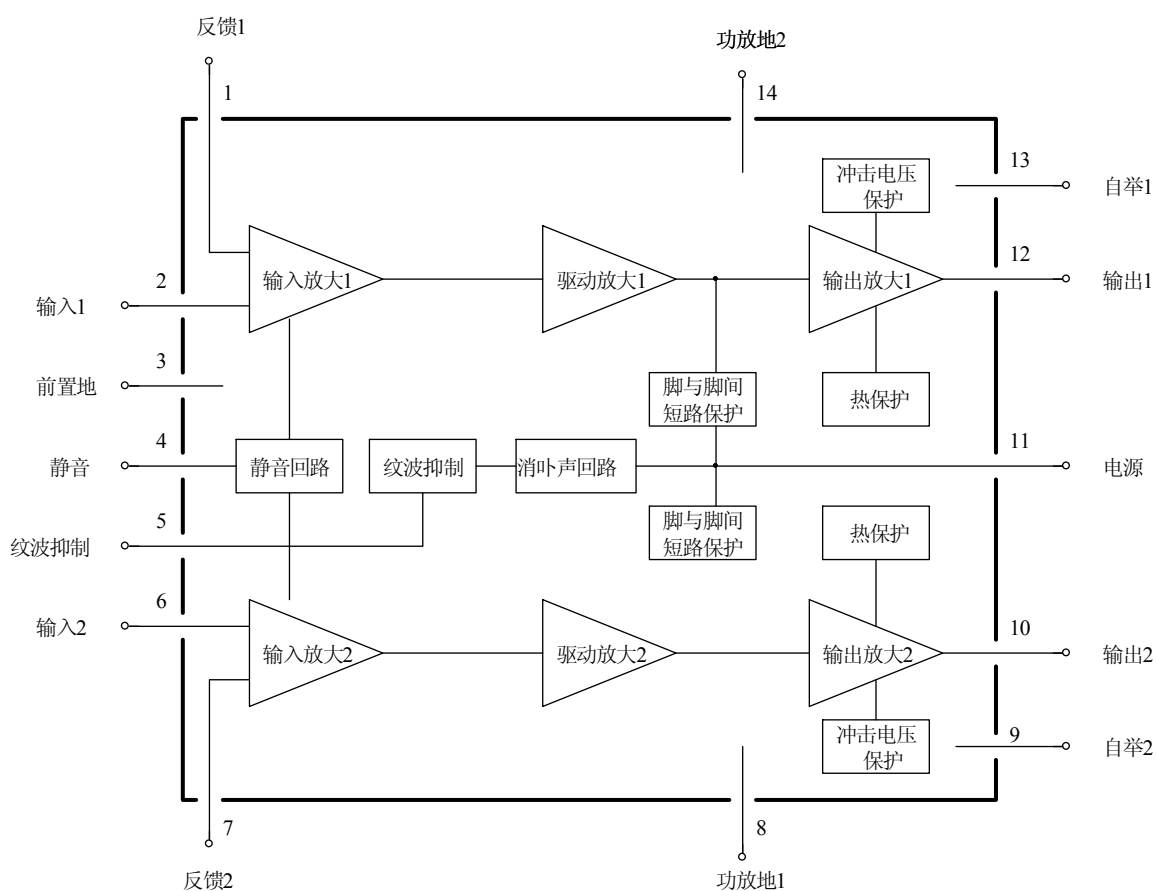 反馈1
功放地2
1
14
13
冲击电压
保护
自举1
2
输入放大1
驱动放大1
输出放大1
12
输入1
输出1
3
前置地
脚与脚间
短路保护
热保护
4
11
静音
静音回路
纹波抑制
消卟声回路
电源
5
脚与脚间
短路保护
热保护
纹波抑制
6
10
输入2
输入放大2
驱动放大2
输出放大2
输出2
冲击电压
保护
9
自举2
7
8
反馈2
功放地1